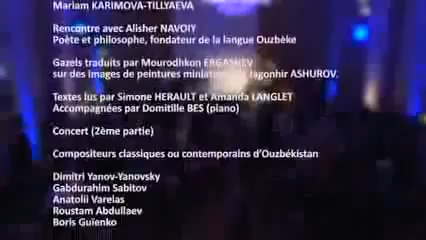 Mariam KARIMOVA-TILLYAEVA
Rencontre avec Alisher NAVOIY
Poète et philosophe, fondateur de la langue Ouzbèke
Gazels traduits par Mourodhkon ERGASHEV
sur des images de peintures miniatures de Jagonhir ASHUROV.
Textes lus par Simone HERAULT et Amanda LANGLET
Accompagnées par Domitille BES (piano)
Concert (2ème partie)
Compositeurs classiques ou contemporains d'Ouzbékistan
Dimitri Yanov-Yanovsky
Gabdurahim Sabitov
Anatolii Varelas
Roustam Abdullaev
Boris Guïenko